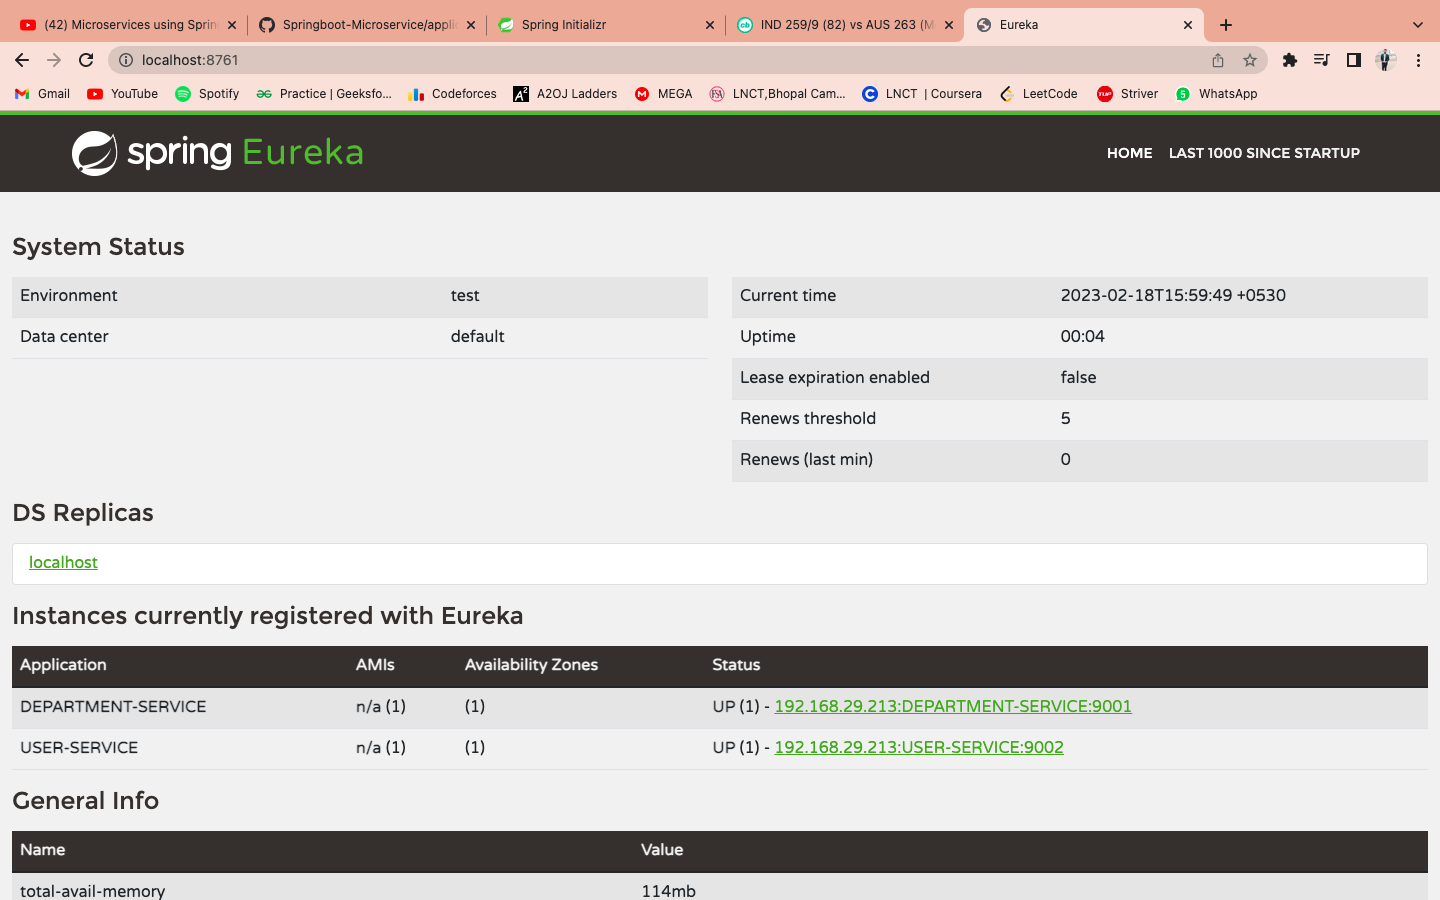 (42) Microservices using Sprin
Springboot-Microservice/applic
Spring Initializr
IND 259/9 (82) vs AUS 263 (M
Eureka
localhost:8761
Gmail
YouTube
Spotify
Practice | Geeksfo...
Codeforces
A2OJ Ladders
MEGA
LNCT,Bhopal Cam...
LNCT | Coursera
LeetCode
Striver
WhatsApp
spring Eureka
HOME
LAST 1000 SINCE STARTUP
System Status
Environment test
Data center default
Current time 2023-02-18T15:59:49 +0530
Uptime 00:04
Lease expiration enabled false
Renews threshold 5
Renews (last min) 0
DS Replicas
localhost
Instances currently registered with Eureka
Application AMIs Availability Zones Status
DEPARTMENT-SERVICE n/a (1) (1) UP (1) - 192.168.29.213:DEPARTMENT-SERVICE:9001
USER-SERVICE n/a (1) (1) UP (1) - 192.168.29.213:USER-SERVICE:9002
General Info
Name Value
total-avail-memory 114mb